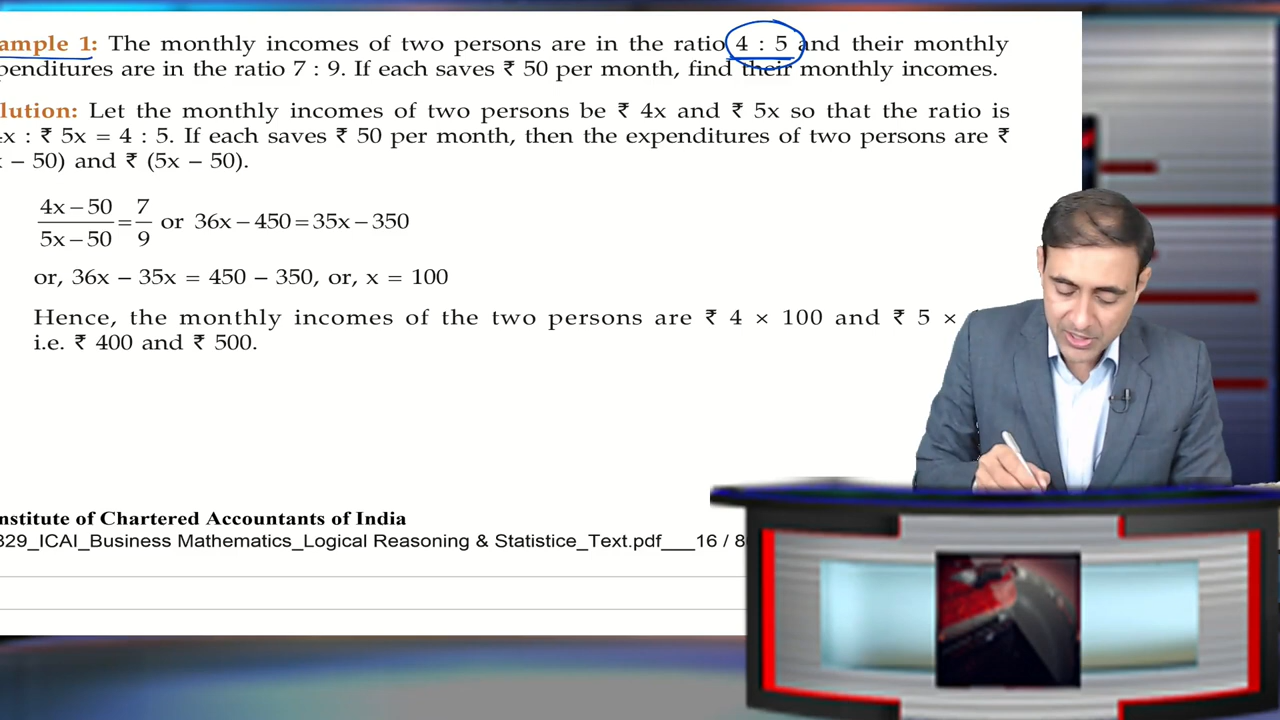 ample 1: The monthly incomes of two persons are in the ratio 4 : 5 and their monthly
penditures are in the ratio 7 : 9. If each saves ₹ 50 per month, find their monthly incomes.
lution: Let the monthly incomes of two persons be ₹ 4x and ₹ 5x so that the ratio is
x : ₹ 5x = 4 : 5. If each saves ₹ 50 per month, then the expenditures of two persons are ₹
– 50) and ₹ (5x – 50).
4x – 50 / 5x – 50 = 7 / 9 or 36x – 450 = 35x – 350
or, 36x – 35x = 450 – 350, or, x = 100
Hence, the monthly incomes of the two persons are ₹ 4 × 100 and ₹ 5 ×
i.e. ₹ 400 and ₹ 500.
nstitute of Chartered Accountants of India
329_ICAI_Business Mathematics_Logical Reasoning & Statistice_Text.pdf___16 / 8